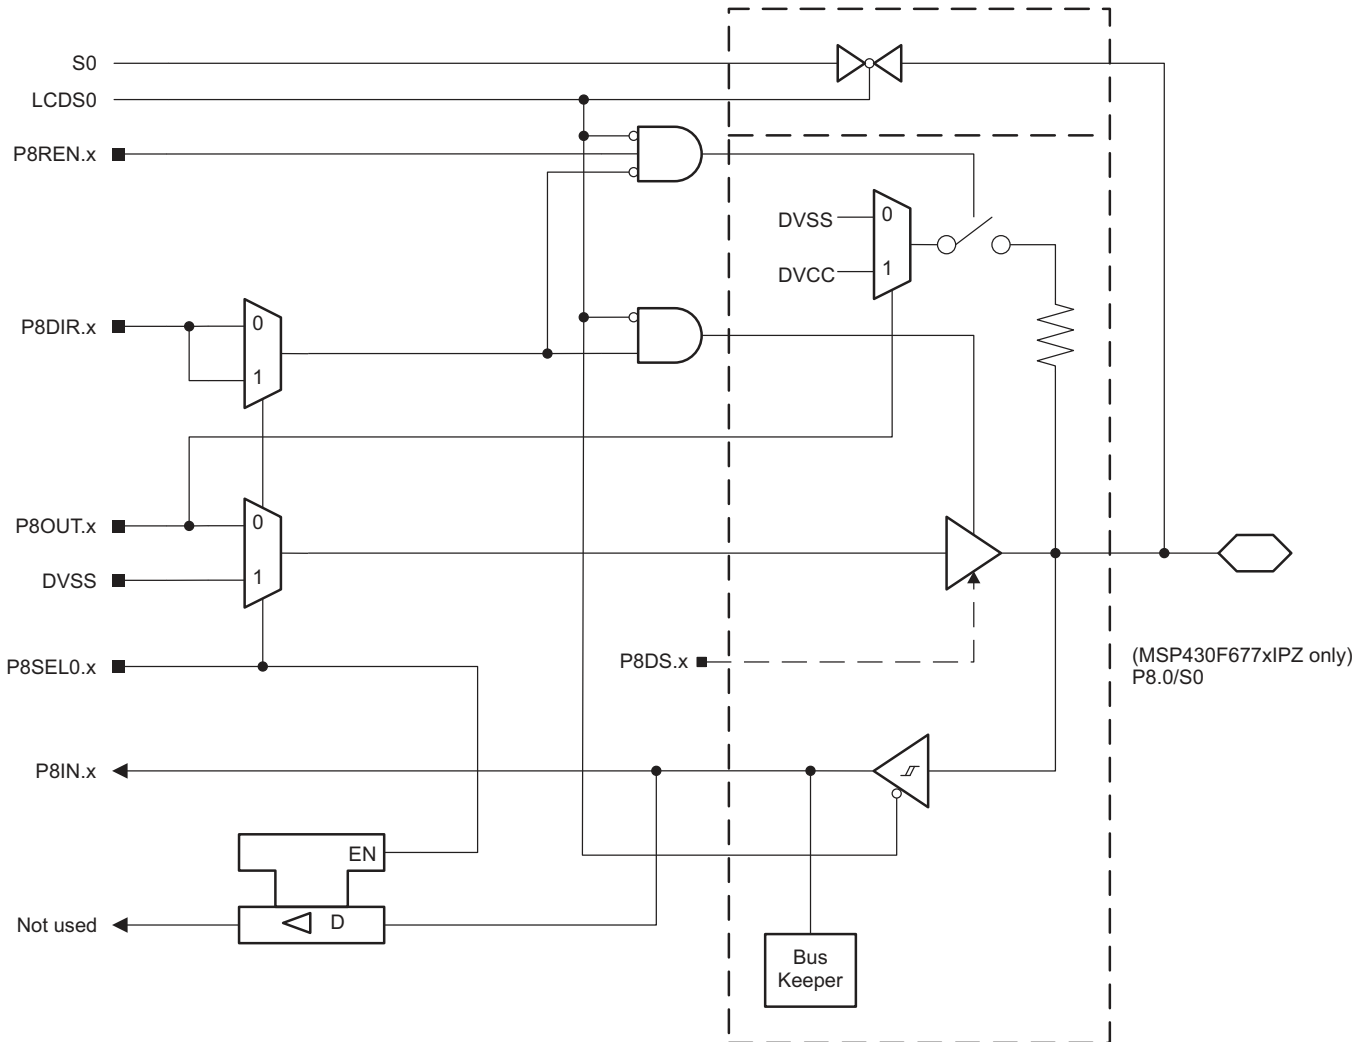 S0
LCDS0
P8REN.x
DVSS
0
DVCC
1
P8DIR.x
0
1
P8OUT.x
0
DVSS
1
P8DS.x
(MSP430F677xIPZ only)
P8.0/S0
P8SEL0.x
P8IN.x
EN
Not used
D
Bus
Keeper